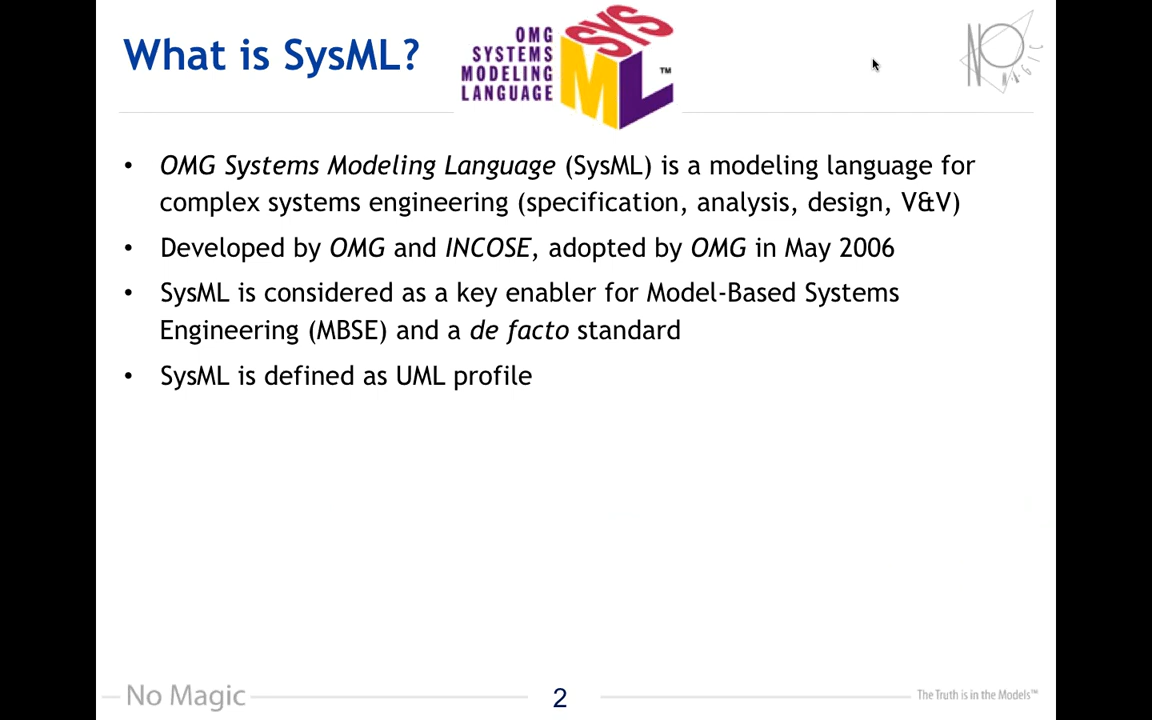 What is SysML?
OMG
SYSTEMS
MODELING
LANGUAGE
SYS
ML™
NO
MAGIC
• OMG Systems Modeling Language (SysML) is a modeling language for
complex systems engineering (specification, analysis, design, V&V)
• Developed by OMG and INCOSE, adopted by OMG in May 2006
• SysML is considered as a key enabler for Model-Based Systems
Engineering (MBSE) and a de facto standard
• SysML is defined as UML profile
No Magic
2
The Truth is in the Models™